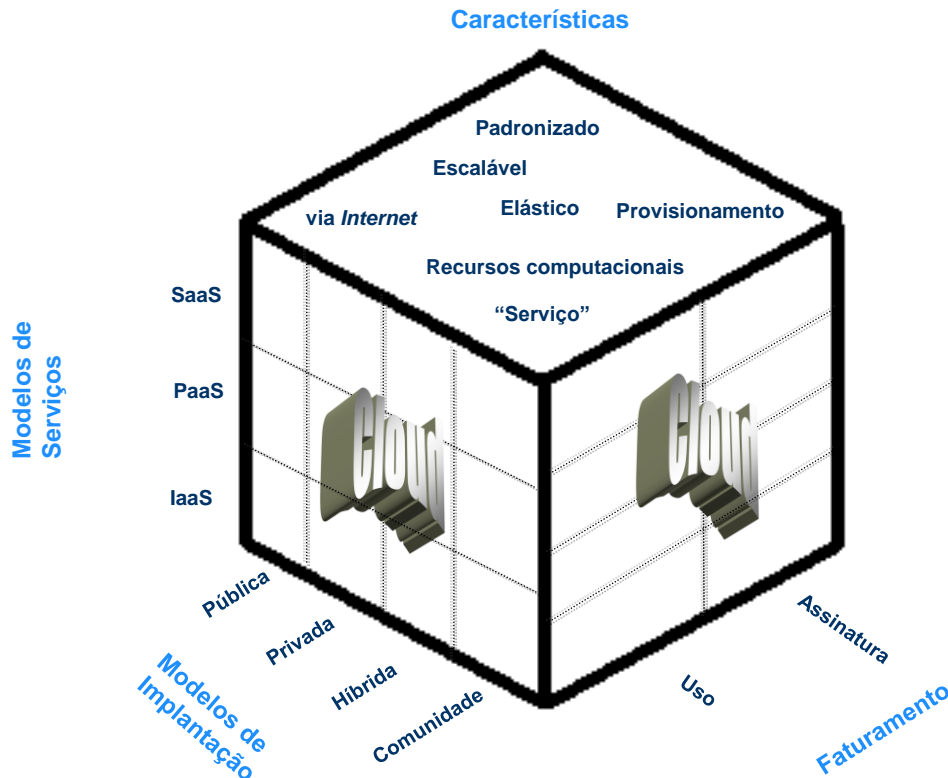 Características
Padronizado
Escalável
Elástico
Provisionamento
via Internet
Recursos computacionais
“Serviço”
Modelos de
Serviços
SaaS
PaaS
IaaS
Cloud
Cloud
Pública
Privada
Híbrida
Comunidade
Modelos de
Implantação
Uso
Assinatura
Faturamento